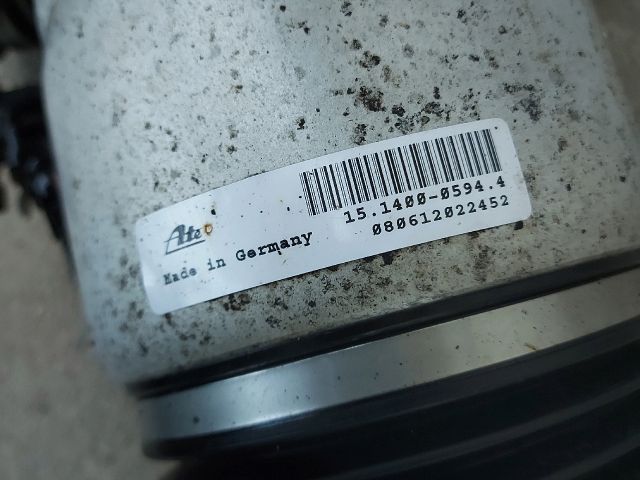 15.1400-0594.4
080612022452
Ate
Made in Germany